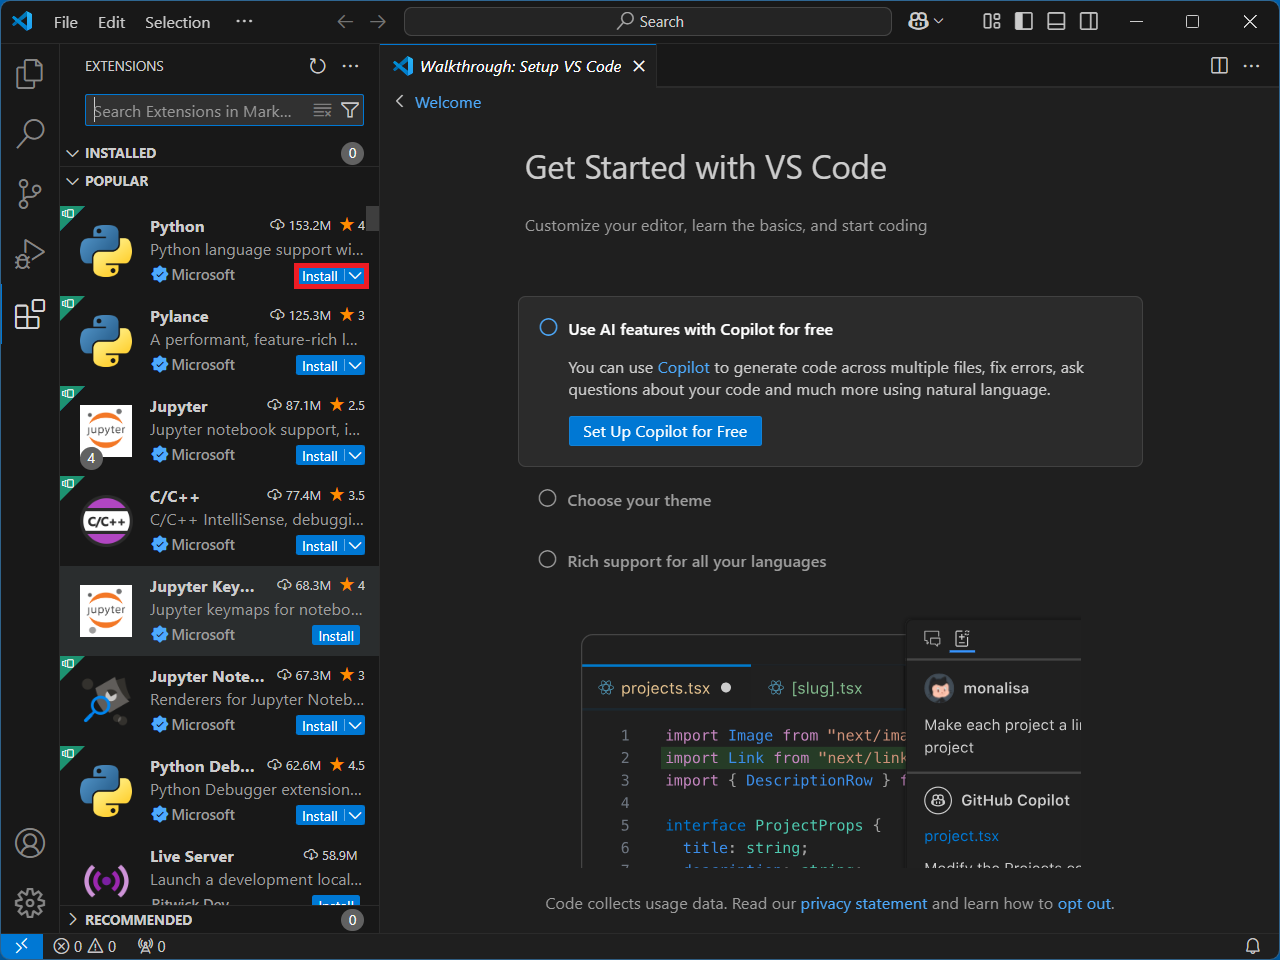 File Edit Selection ···
Search
EXTENSIONS
Search Extensions in Mark...
INSTALLED 0
POPULAR
Python 153.2M 4
Python language support wi...
Microsoft Install
Pylance 125.3M 3
A performant, feature-rich l...
Microsoft Install
Jupyter 87.1M 2.5
Jupyter notebook support, i...
Microsoft Install
jupyter
4
C/C++ 77.4M 3.5
C/C++ IntelliSense, debuggi...
Microsoft Install
C/C++
Jupyter Key... 68.3M 4
Jupyter keymaps for notebo...
Microsoft Install
jupyter
Jupyter Note... 67.3M 3
Renderers for Jupyter Noteb...
Microsoft Install
Python Deb... 62.6M 4.5
Python Debugger extension...
Microsoft Install
Live Server 58.9M
Launch a development local...
Ritwick Dey Install
RECOMMENDED 0
0 0 0
Walkthrough: Setup VS Code
Welcome
Get Started with VS Code
Customize your editor, learn the basics, and start coding
Use AI features with Copilot for free
You can use Copilot to generate code across multiple files, fix errors, ask
questions about your code and much more using natural language.
Set Up Copilot for Free
Choose your theme
Rich support for all your languages
projects.tsx [slug].tsx
1 import Image from "next/ima
2 import Link from "next/link
3 import { DescriptionRow } f
4
5 interface ProjectProps {
6 title: string;
7
monalisa
Make each project a lin
project
GitHub Copilot
project.tsx
Modify the Projects co
Code collects usage data. Read our privacy statement and learn how to opt out.